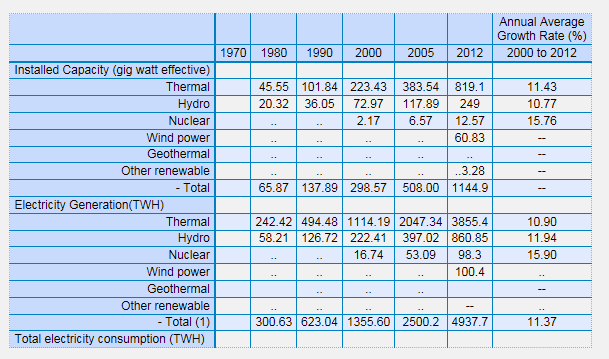 Annual Average
Growth Rate (%)
1970 1980 1990 2000 2005 2012 2000 to 2012
Installed Capacity (gig watt effective)
Thermal 45.55 101.84 223.43 383.54 819.1 11.43
Hydro 20.32 36.05 72.97 117.89 249 10.77
Nuclear .. .. 2.17 6.57 12.57 15.76
Wind power .. .. .. .. 60.83 --
Geothermal .. .. .. .. .. --
Other renewable .. .. .. .. ..3.28 --
- Total 65.87 137.89 298.57 508.00 1144.9 --
Electricity Generation(TWH)
Thermal 242.42 494.48 1114.19 2047.34 3855.4 10.90
Hydro 58.21 126.72 222.41 397.02 860.85 11.94
Nuclear .. .. 16.74 53.09 98.3 15.90
Wind power .. .. .. .. 100.4 ..
Geothermal .. .. .. .. --
Other renewable .. .. .. .. -- ..
- Total (1) 300.63 623.04 1355.60 2500.2 4937.7 11.37
Total electricity consumption (TWH)